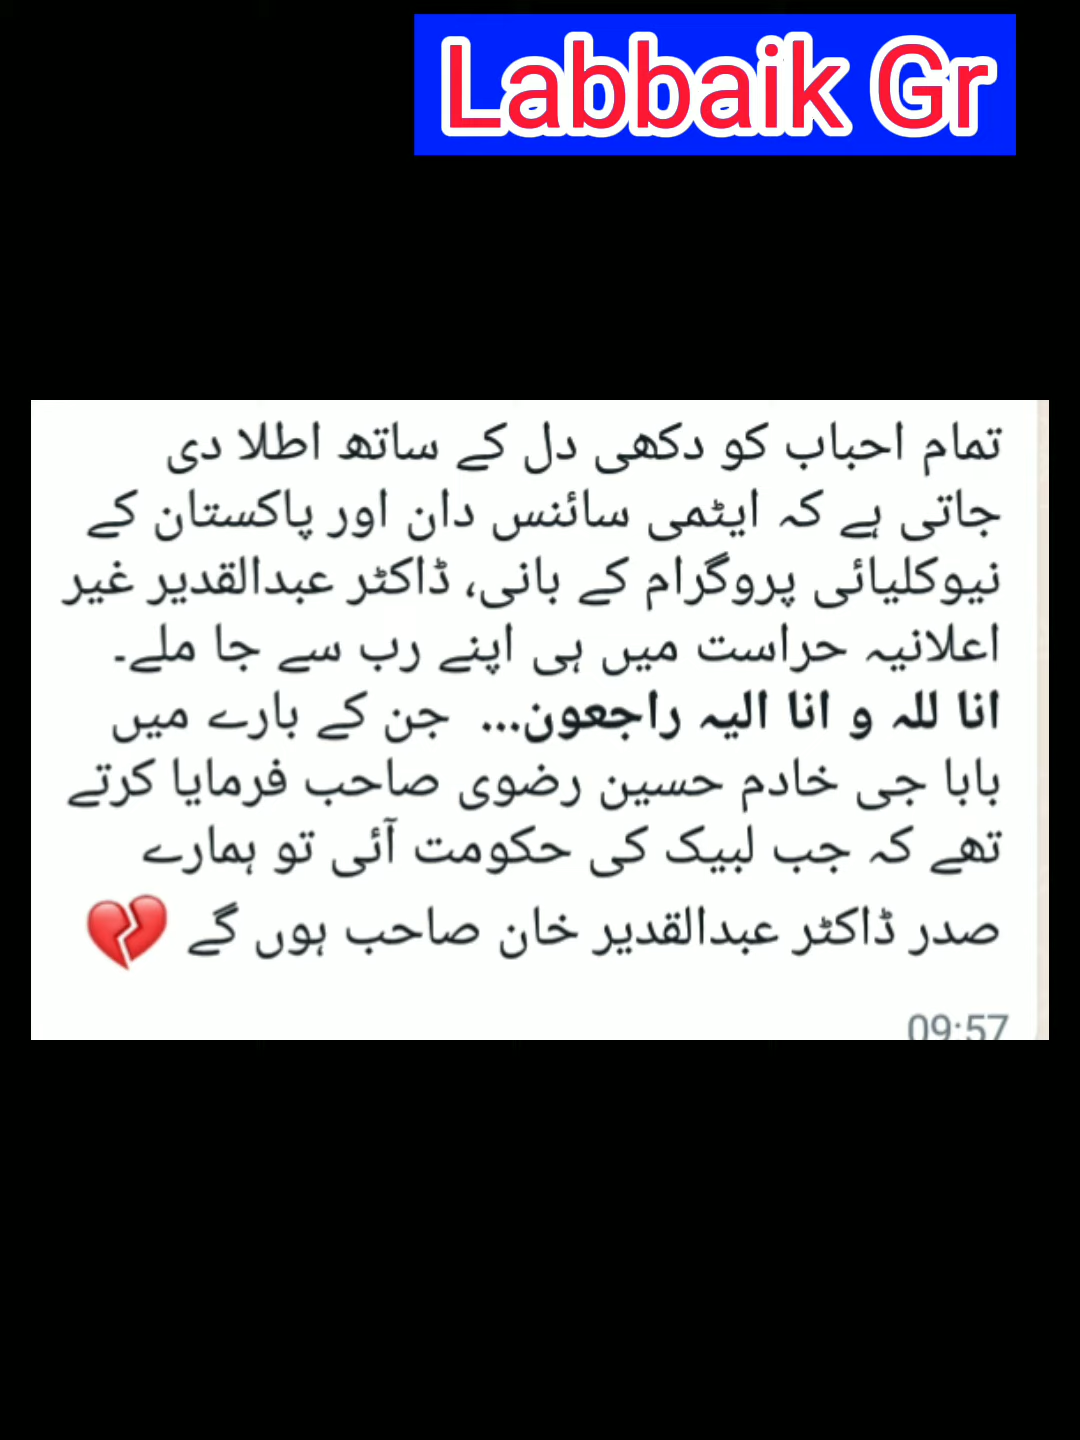 Labbaik Gr
تمام احباب کو دکھی دل کے ساتھ اطلا دی
جاتی ہے کہ ایٹمی سائنس دان اور پاکستان کے
نیوکلیائی پروگرام کے بانی، ڈاکٹر عبدالقدیر غیر
اعلانیہ حراست میں ہی اپنے رب سے جا ملے۔
انا للہ و انا الیہ راجعون... جن کے بارے میں
بابا جی خادم حسین رضوی صاحب فرمایا کرتے
تھے کہ جب لبیک کی حکومت آئی تو ہمارے
صدر ڈاکٹر عبدالقدیر خان صاحب ہوں گے 💔
09:57